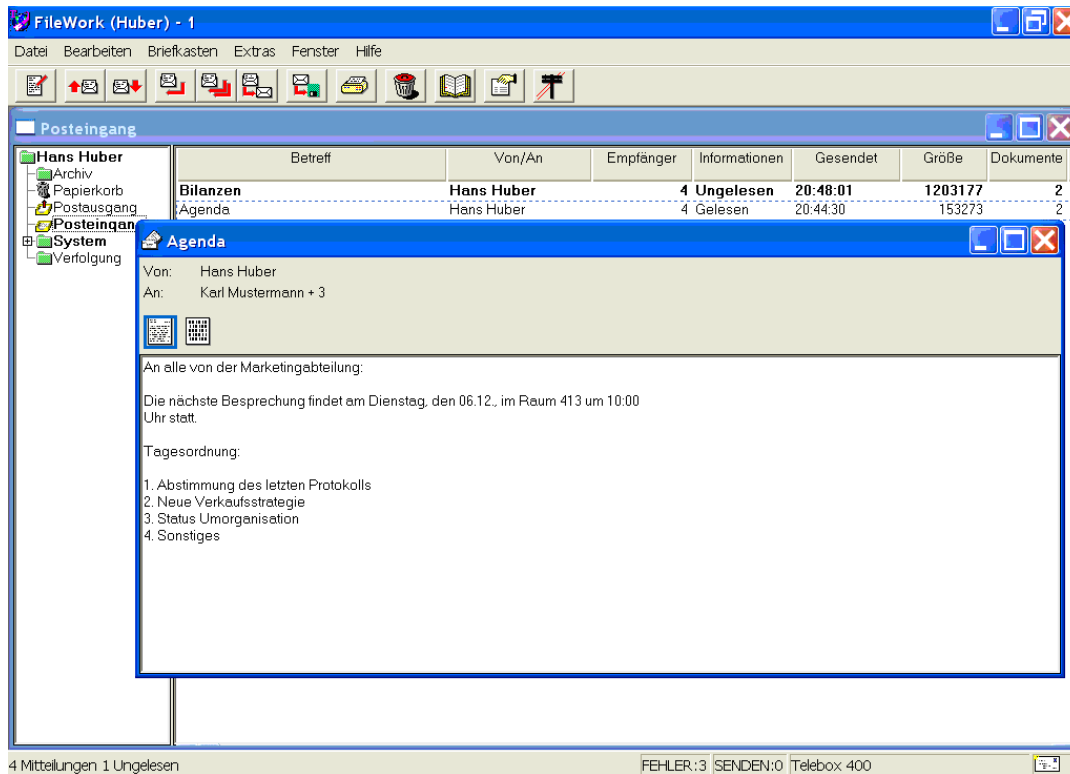 FileWork (Huber) - 1
Datei Bearbeiten Briefkasten Extras Fenster Hilfe
Posteingang
Hans Huber
Archiv
Papierkorb
Postausgang
Posteingan
System
Verfolgung
Betreff Von/An Empfänger Informationen Gesendet Größe Dokumente
Bilanzen Hans Huber 4 Ungelesen 20:48:01 1203177 2
Agenda Hans Huber 4 Gelesen 20:44:30 153273 2
Agenda
Von: Hans Huber
An: Karl Mustermann + 3
An alle von der Marketingabteilung:
Die nächste Besprechung findet am Dienstag, den 06.12., im Raum 413 um 10:00
Uhr statt.
Tagesordnung:
1. Abstimmung des letzten Protokolls
2. Neue Verkaufsstrategie
3. Status Umorganisation
4. Sonstiges
4 Mitteilungen 1 Ungelesen FEHLER:3 SENDEN:0 Telebox 400